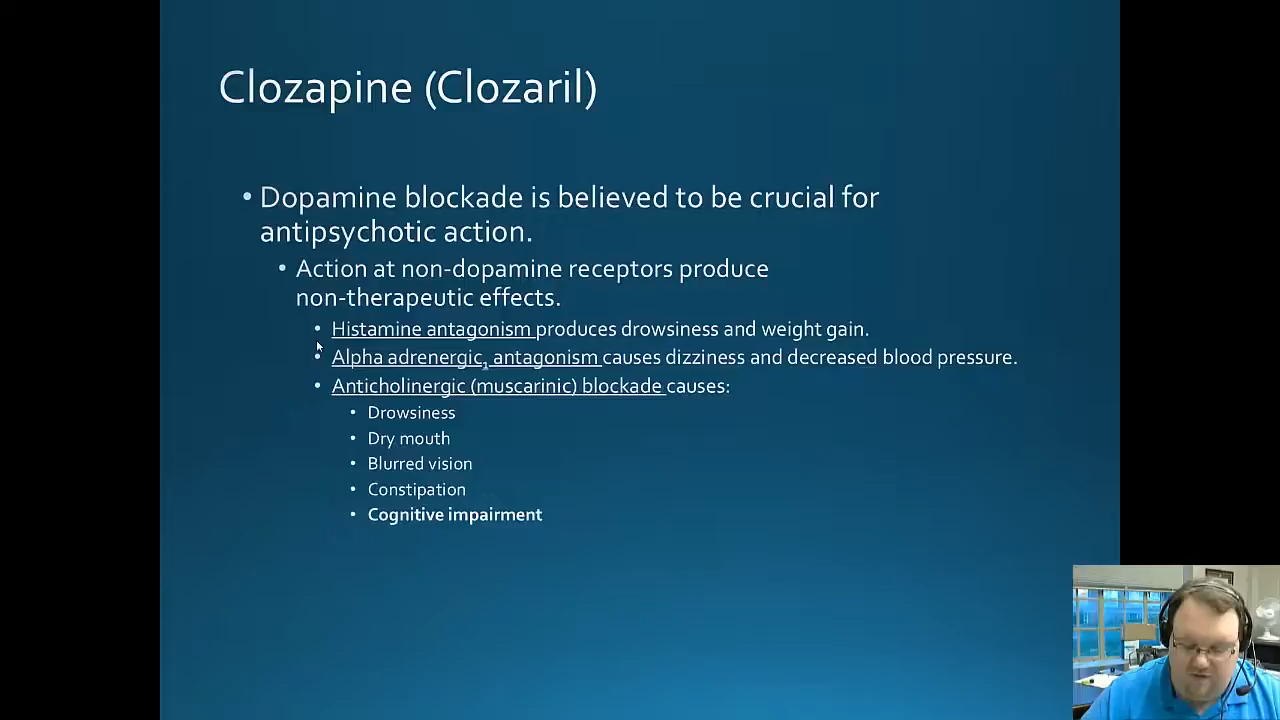 Clozapine (Clozaril)
• Dopamine blockade is believed to be crucial for
antipsychotic action.
• Action at non-dopamine receptors produce
non-therapeutic effects.
• Histamine antagonism produces drowsiness and weight gain.
• Alpha adrenergic₁ antagonism causes dizziness and decreased blood pressure.
• Anticholinergic (muscarinic) blockade causes:
• Drowsiness
• Dry mouth
• Blurred vision
• Constipation
• Cognitive impairment